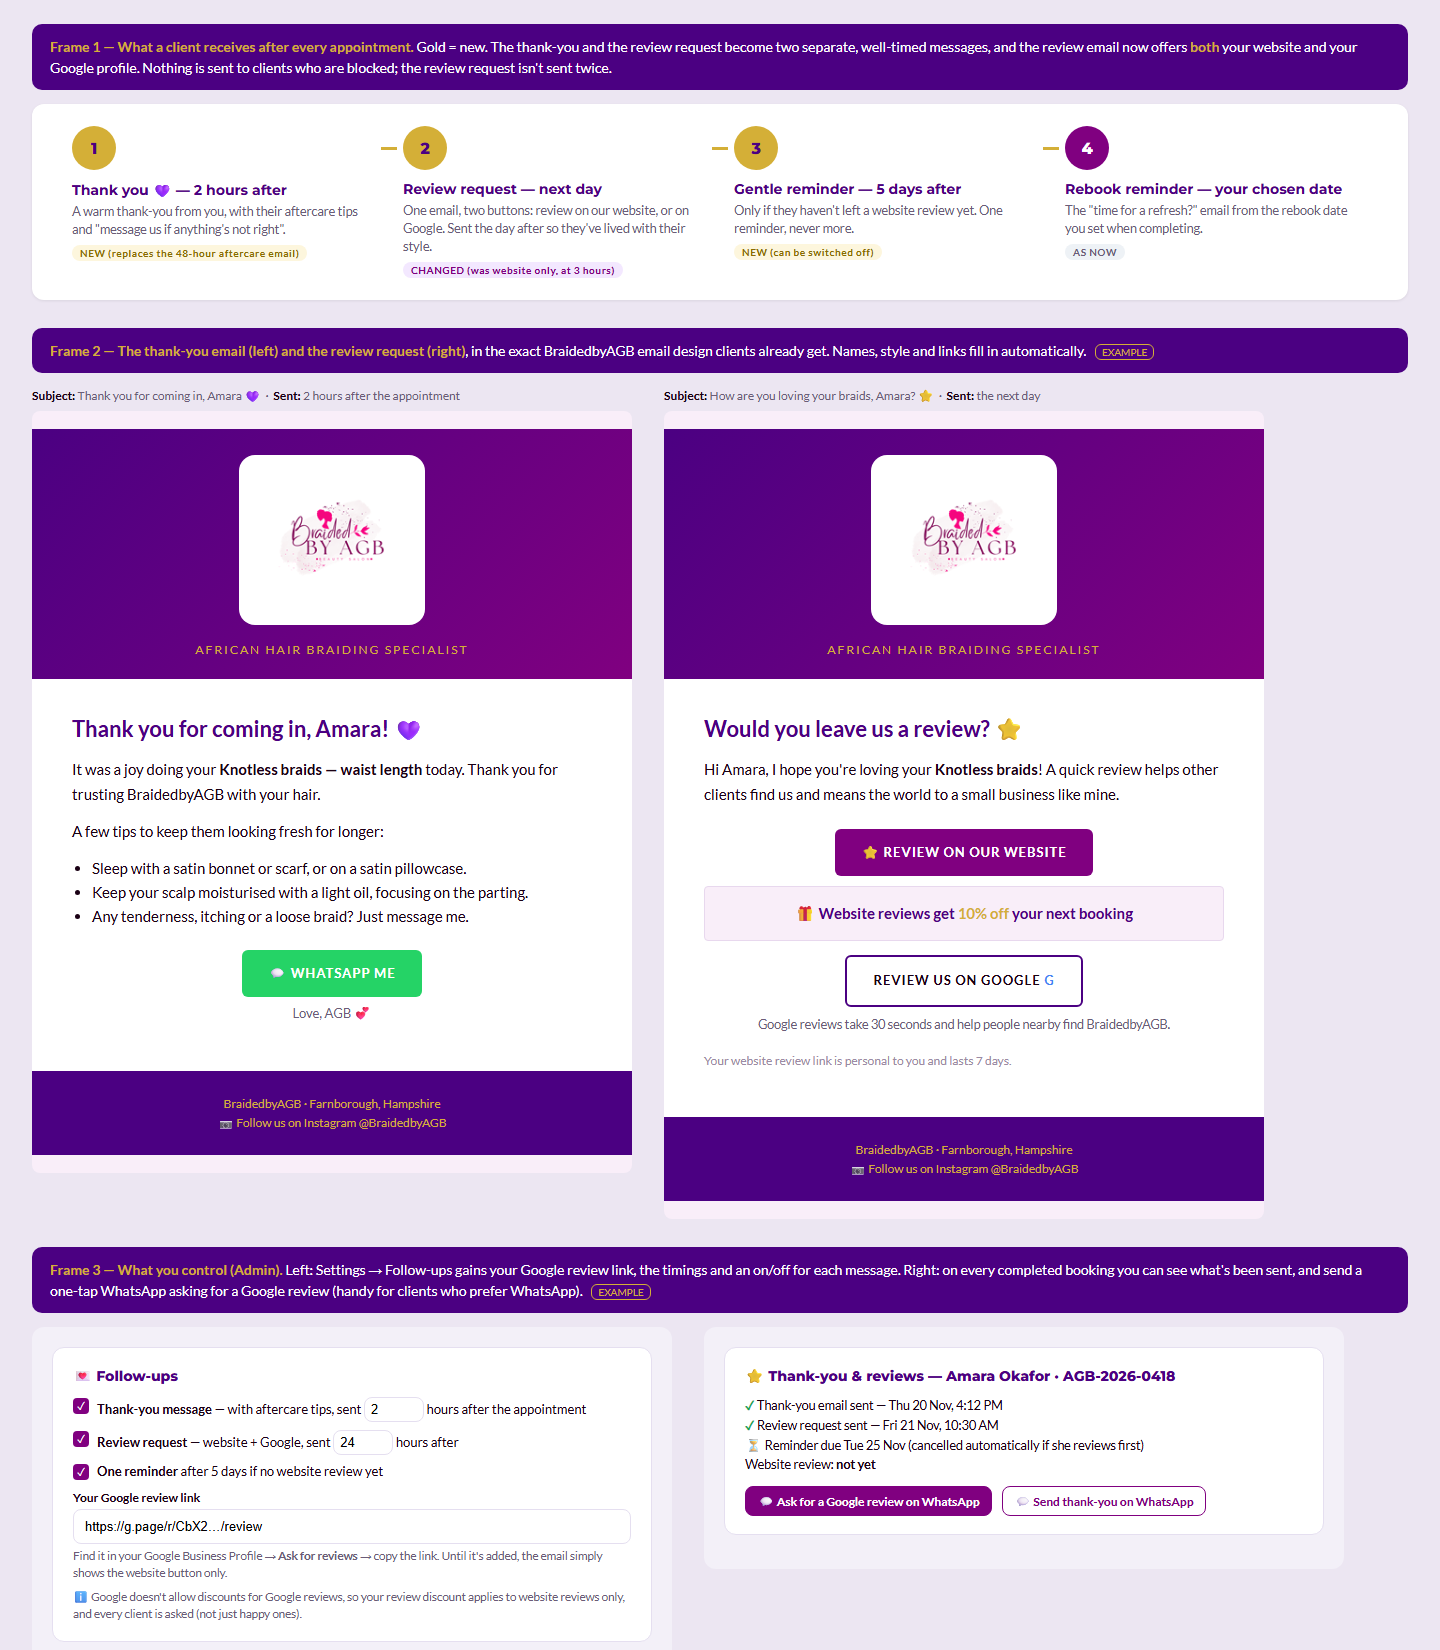 Frame 1 — What a client receives after every appointment. Gold = new. The thank-you and the review request become two separate, well-timed messages, and the review email now offers both your website and your
Google profile. Nothing is sent to clients who are blocked; the review request isn't sent twice.
1
Thank you 💜 — 2 hours after
A warm thank-you from you, with their aftercare tips
and "message us if anything's not right".
NEW (replaces the 48-hour aftercare email)
2
Review request — next day
One email, two buttons: review on our website, or on
Google. Sent the day after so they've lived with their
style.
CHANGED (was website only, at 3 hours)
3
Gentle reminder — 5 days after
Only if they haven't left a website review yet. One
reminder, never more.
NEW (can be switched off)
4
Rebook reminder — your chosen date
The "time for a refresh?" email from the rebook date
you set when completing.
AS NOW
Frame 2 — The thank-you email (left) and the review request (right), in the exact BraidedbyAGB email design clients already get. Names, style and links fill in automatically. EXAMPLE
Subject: Thank you for coming in, Amara 💜 · Sent: 2 hours after the appointment
Braided
BY AGB
BEAUTY SALON
AFRICAN HAIR BRAIDING SPECIALIST
Thank you for coming in, Amara! 💜
It was a joy doing your Knotless braids — waist length today. Thank you for
trusting BraidedbyAGB with your hair.
A few tips to keep them looking fresh for longer:
• Sleep with a satin bonnet or scarf, or on a satin pillowcase.
• Keep your scalp moisturised with a light oil, focusing on the parting.
• Any tenderness, itching or a loose braid? Just message me.
💬 WHATSAPP ME
Love, AGB 💕
BraidedbyAGB · Farnborough, Hampshire
📷 Follow us on Instagram @BraidedbyAGB
Subject: How are you loving your braids, Amara? ⭐ · Sent: the next day
Braided
BY AGB
BEAUTY SALON
AFRICAN HAIR BRAIDING SPECIALIST
Would you leave us a review? ⭐
Hi Amara, I hope you're loving your Knotless braids! A quick review helps other
clients find us and means the world to a small business like mine.
⭐ REVIEW ON OUR WEBSITE
🎁 Website reviews get 10% off your next booking
REVIEW US ON GOOGLE G
Google reviews take 30 seconds and help people nearby find BraidedbyAGB.
Your website review link is personal to you and lasts 7 days.
BraidedbyAGB · Farnborough, Hampshire
📷 Follow us on Instagram @BraidedbyAGB
Frame 3 — What you control (Admin). Left: Settings → Follow-ups gains your Google review link, the timings and an on/off for each message. Right: on every completed booking you can see what's been sent, and send a
one-tap WhatsApp asking for a Google review (handy for clients who prefer WhatsApp). EXAMPLE
💌 Follow-ups
✓ Thank-you message — with aftercare tips, sent 2 hours after the appointment
✓ Review request — website + Google, sent 24 hours after
✓ One reminder after 5 days if no website review yet
Your Google review link
https://g.page/r/CbX2…/review
Find it in your Google Business Profile → Ask for reviews → copy the link. Until it's added, the email simply
shows the website button only.
ℹ️ Google doesn't allow discounts for Google reviews, so your review discount applies to website reviews only,
and every client is asked (not just happy ones).
⭐ Thank-you & reviews — Amara Okafor · AGB-2026-0418
✓ Thank-you email sent — Thu 20 Nov, 4:12 PM
✓ Review request sent — Fri 21 Nov, 10:30 AM
⏳ Reminder due Tue 25 Nov (cancelled automatically if she reviews first)
Website review: not yet
💬 Ask for a Google review on WhatsApp
💬 Send thank-you on WhatsApp